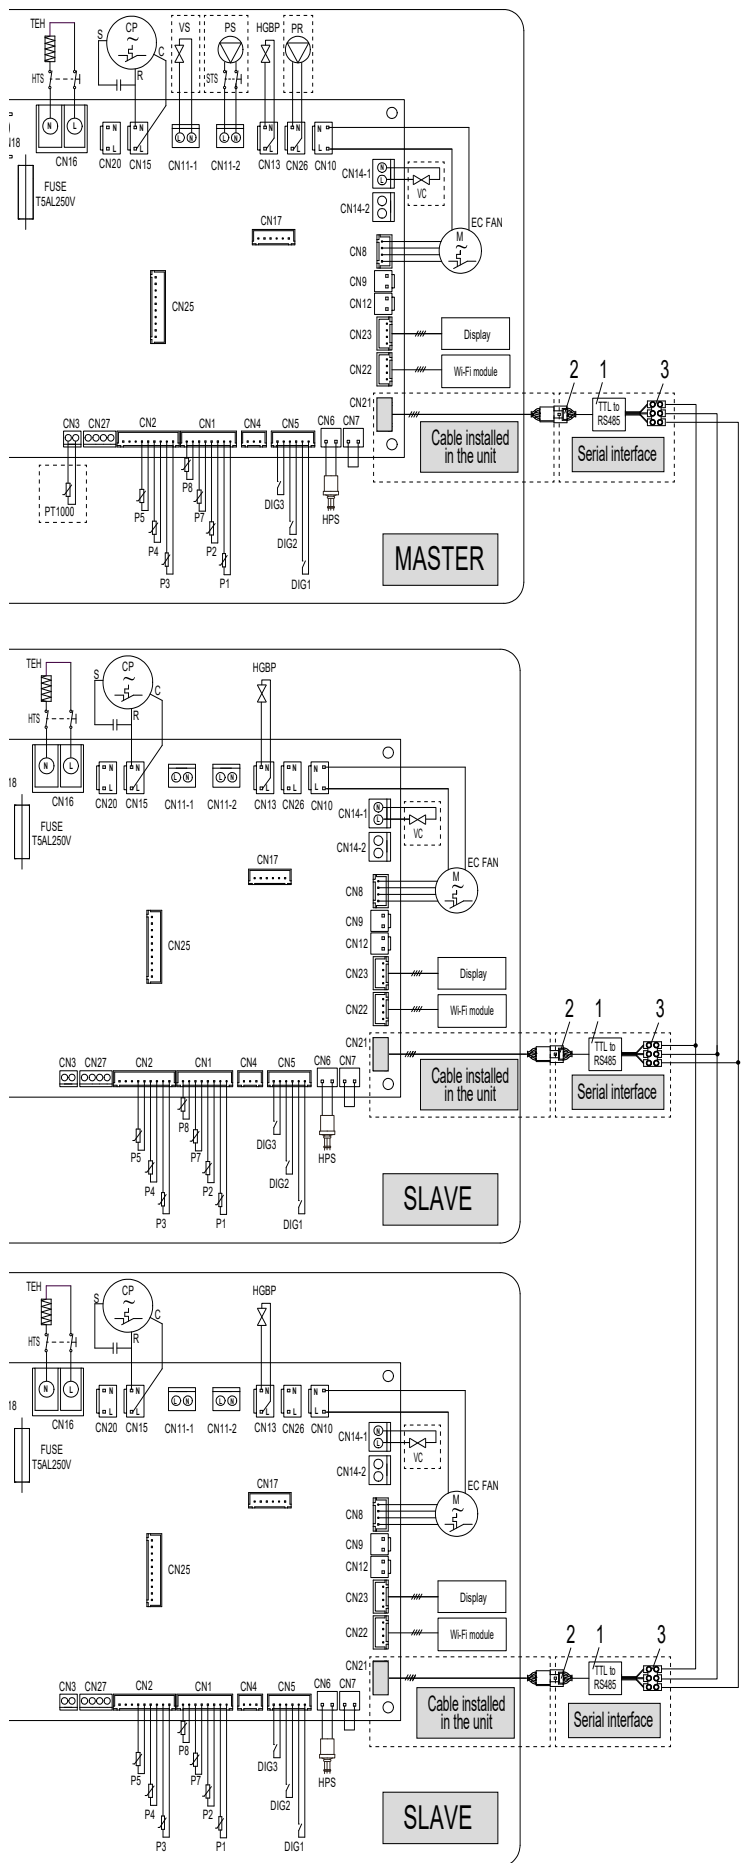 TEH
CP
VS
PS
HGBP
PR
S
C
HTS
R
STS
N
L
CN16
CN20
CN15
CN11-1
CN11-2
CN13
CN26
CN10
N18
FUSE
T5AL250V
CN14-1
VC
CN14-2
CN17
EC FAN
M
CN8
CN9
CN12
CN25
CN23
Display
CN22
Wi-Fi module
CN21
2
1
3
TTL to
RS485
Cable installed
in the unit
Serial interface
CN3
CN27
CN2
CN1
CN4
CN5
CN6
CN7
PT1000
P5
P4
P3
P8
P7
P2
P1
DIG3
DIG2
DIG1
HPS
MASTER
TEH
CP
HGBP
S
C
HTS
R
N
L
CN16
CN20
CN15
CN11-1
CN11-2
CN13
CN26
CN10
18
FUSE
T5AL250V
CN14-1
VC
CN14-2
CN17
EC FAN
M
CN8
CN9
CN12
CN25
CN23
Display
CN22
Wi-Fi module
CN21
2
1
3
TTL to
RS485
Cable installed
in the unit
Serial interface
CN3
CN27
CN2
CN1
CN4
CN5
CN6
CN7
P5
P4
P3
P8
P7
P2
P1
DIG3
DIG2
DIG1
HPS
SLAVE
TEH
CP
HGBP
S
C
HTS
R
N
L
CN16
CN20
CN15
CN11-1
CN11-2
CN13
CN26
CN10
18
FUSE
T5AL250V
CN14-1
VC
CN14-2
CN17
EC FAN
M
CN8
CN9
CN12
CN25
CN23
Display
CN22
Wi-Fi module
CN21
2
1
3
TTL to
RS485
Cable installed
in the unit
Serial interface
CN3
CN27
CN2
CN1
CN4
CN5
CN6
CN7
P5
P4
P3
P8
P7
P2
P1
DIG3
DIG2
DIG1
HPS
SLAVE